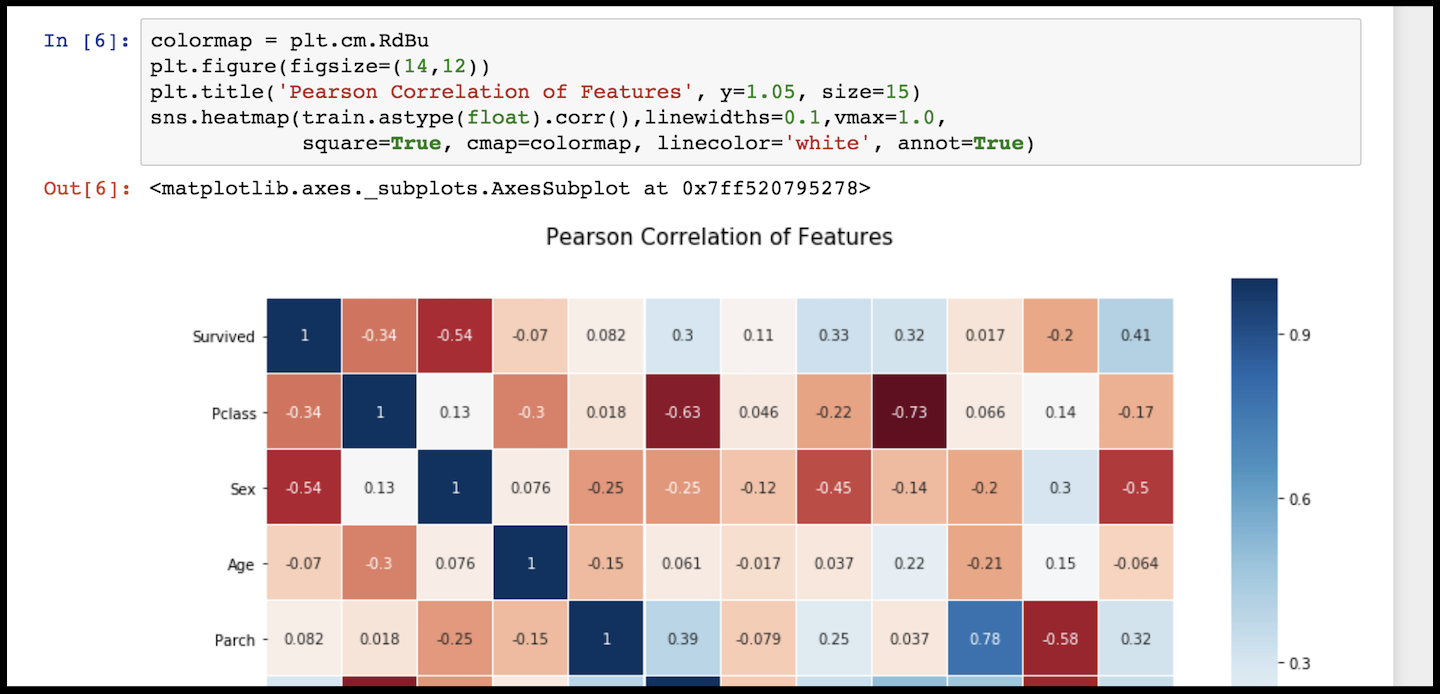 In [6]: colormap = plt.cm.RdBu
plt.figure(figsize=(14,12))
plt.title('Pearson Correlation of Features', y=1.05, size=15)
sns.heatmap(train.astype(float).corr(),linewidths=0.1,vmax=1.0,
            square=True, cmap=colormap, linecolor='white', annot=True)
Out[6]: <matplotlib.axes._subplots.AxesSubplot at 0x7ff520795278>
Pearson Correlation of Features
Survived 1 -0.34 -0.54 -0.07 0.082 0.3 0.11 0.33 0.32 0.017 -0.2 0.41
0.9
Pclass -0.34 1 0.13 -0.3 0.018 -0.63 0.046 -0.22 -0.73 0.066 0.14 -0.17
Sex -0.54 0.13 1 0.076 -0.25 -0.25 -0.12 -0.45 -0.14 -0.2 0.3 -0.5
0.6
Age -0.07 -0.3 0.076 1 -0.15 0.061 -0.017 0.037 0.22 -0.21 0.15 -0.064
Parch 0.082 0.018 -0.25 -0.15 1 0.39 -0.079 0.25 0.037 0.78 -0.58 0.32
0.3